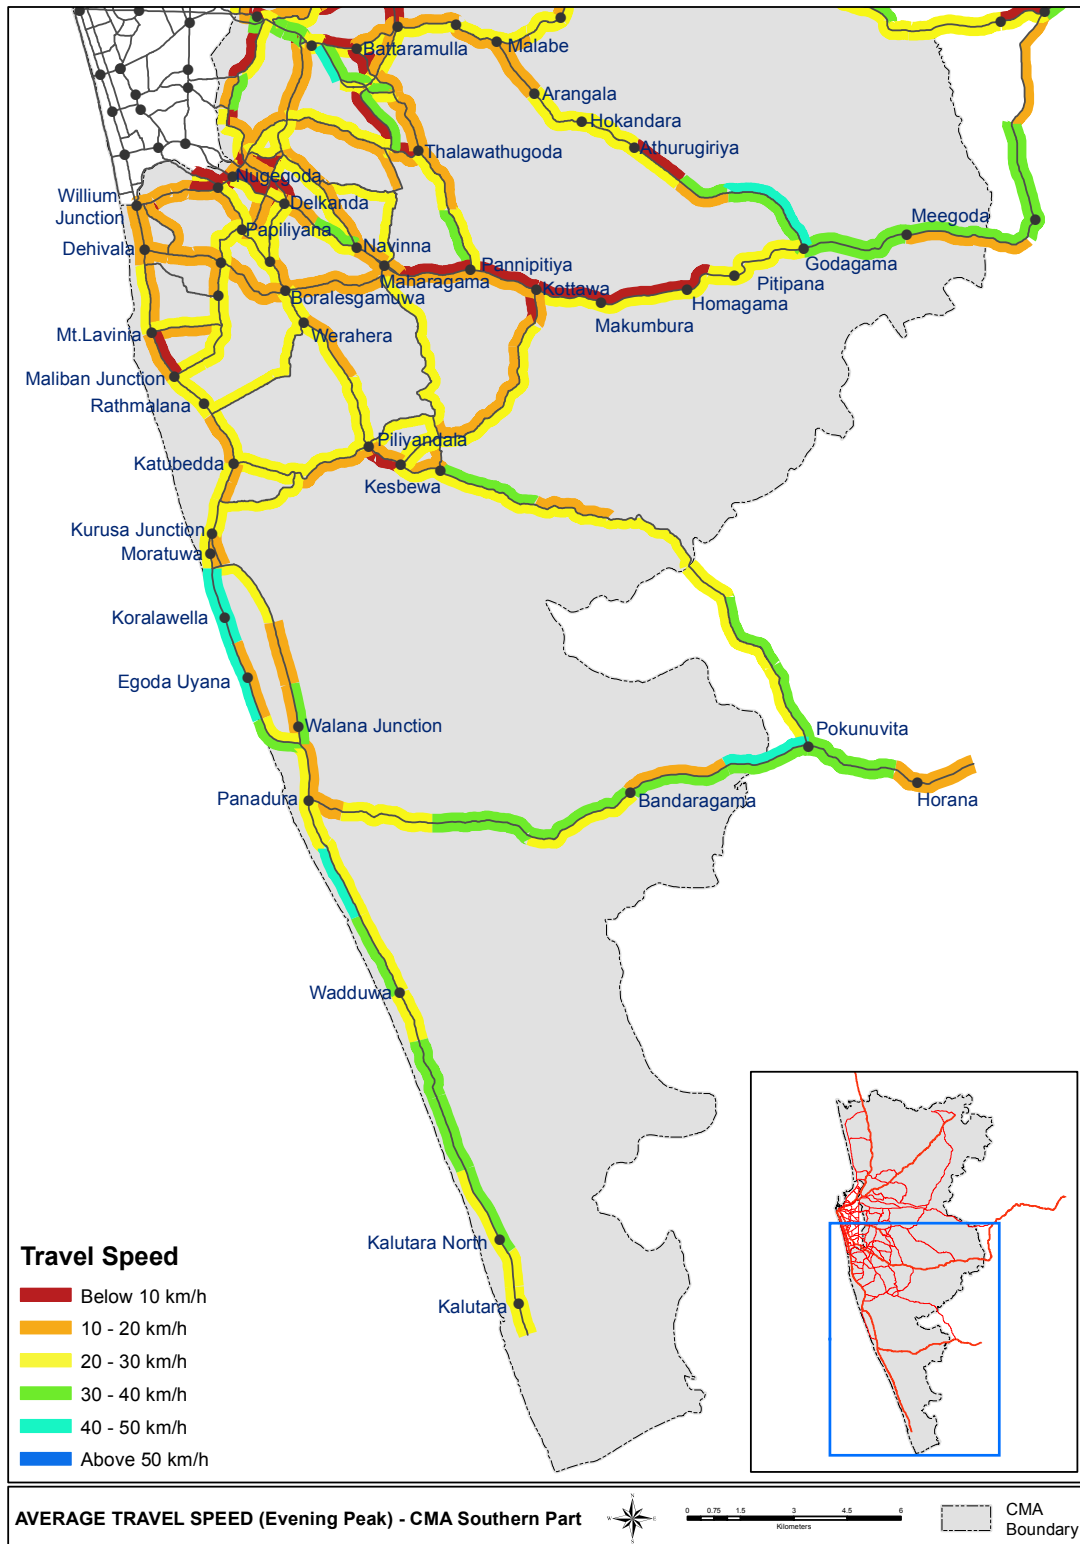 Battaramulla
Malabe
Arangala
Hokandara
Athurugiriya
Thalawathugoda
Nugegoda
Willium
Junction
Delkanda
Papiliyana
Meegoda
Dehivala
Navinna
Godagama
Maharagama
Pannipitiya
Pitipana
Kottawa
Homagama
Boralesgamuwa
Makumbura
Mt.Lavinia
Werahera
Maliban Junction
Rathmalana
Piliyandala
Katubedda
Kesbewa
Kurusa Junction
Moratuwa
Koralawella
Egoda Uyana
Walana Junction
Pokunuvita
Panadura
Bandaragama
Horana
Wadduwa
Kalutara North
Kalutara
Travel Speed
Below 10 km/h
10 - 20 km/h
20 - 30 km/h
30 - 40 km/h
40 - 50 km/h
Above 50 km/h
AVERAGE TRAVEL SPEED (Evening Peak) - CMA Southern Part
N
W
E
S
0 0.75 1.5 3 4.5 6
Kilometers
CMA
Boundary